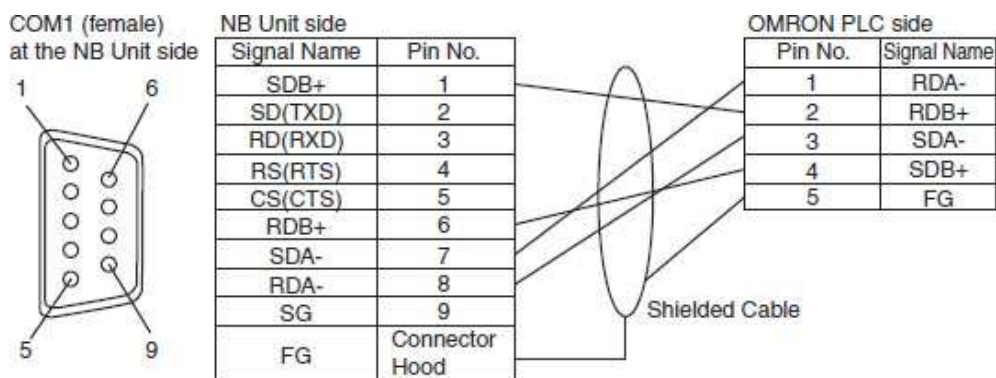 COM1 (female)
at the NB Unit side
1 6
5 9
NB Unit side
Signal Name Pin No.
SDB+ 1
SD(TXD) 2
RD(RXD) 3
RS(RTS) 4
CS(CTS) 5
RDB+ 6
SDA- 7
RDA- 8
SG 9
FG Connector
Hood
Shielded Cable
OMRON PLC side
Pin No. Signal Name
1 RDA-
2 RDB+
3 SDA-
4 SDB+
5 FG